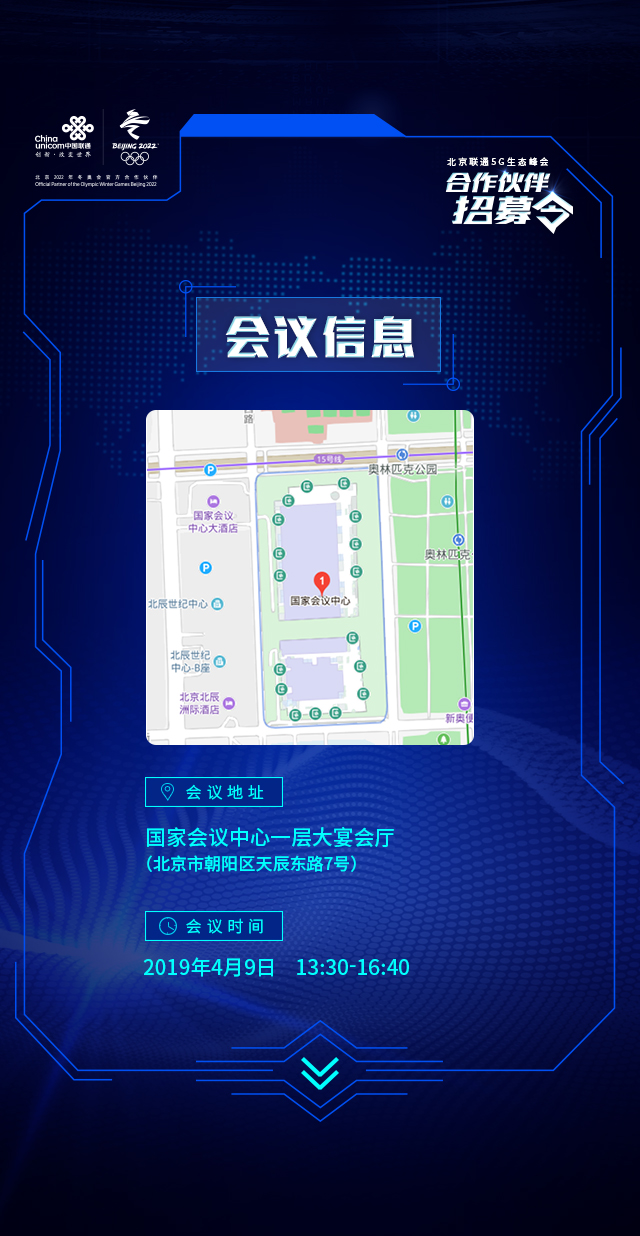 China
unicom中国联通
创新·改变世界
BEIJING 2022
北京2022年冬奥会官方合作伙伴
Official Partner of the Olympic Winter Games Beijing 2022
北京联通5G生态峰会
合作伙伴
招募令
会议信息
路
15号线
P
奥林匹克公园
国家会议
中心大酒店
P
奥林匹克
1
国家会议中心
北辰世纪中心
P
北辰世纪
中心-B座
北京北辰
洲际酒店
新奥
会议地址
国家会议中心一层大宴会厅
(北京市朝阳区天辰东路7号)
会议时间
2019年4月9日 13:30-16:40